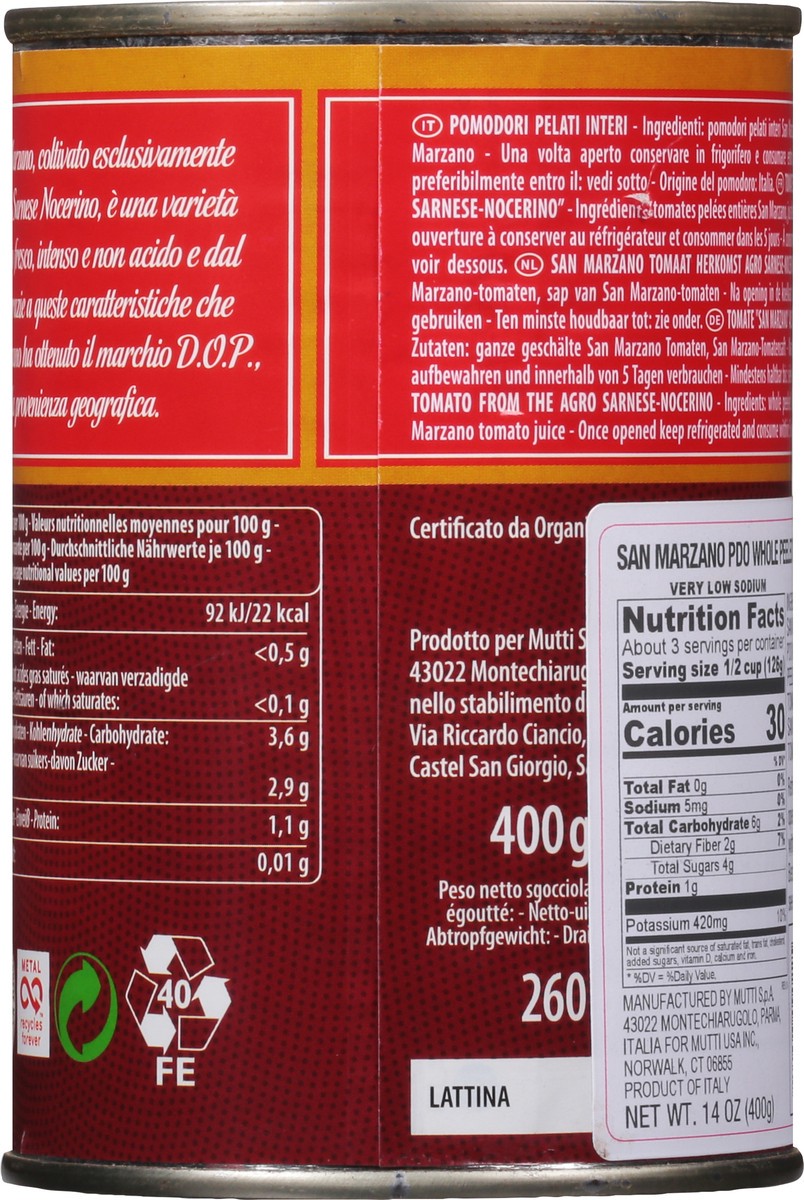 coltivato esclusivamente
Nocerino, è una varietà
fresco, intenso e non acido e dal
a queste caratteristiche che
ha ottenuto il marchio D.O.P.,
provenienza geografica.
IT POMODORI PELATI INTERI - Ingredienti: pomodori pelati interi San
Marzano - Una volta aperto conservare in frigorifero e consumare
preferibilmente entro il: vedi sotto - Origine del pomodoro: Italia.
SARNESE-NOCERINO" - Ingrédients: tomates pelées entières San Marzano,
ouverture à conserver au réfrigérateur et consommer dans les 5 jours -
voir dessous. NL SAN MARZANO TOMAAT HERKOMST AGRO SARNESE
Marzano-tomaten, sap van San Marzano-tomaten - Na opening in de
gebruiken - Ten minste houdbaar tot: zie onder. DE TOMATE "SAN MARZANO
Zutaten: ganze geschälte San Marzano Tomaten, San Marzano-Tomatensaft
aufbewahren und innerhalb von 5 Tagen verbrauchen - Mindestens haltbar
TOMATO FROM THE AGRO SARNESE-NOCERINO - Ingredients: whole
Marzano tomato juice - Once opened keep refrigerated and consume
100 g - Valeurs nutritionnelles moyennes pour 100 g -
per 100 g - Durchschnittliche Nährwerte je 100 g -
nutritional values per 100 g
Energie - Energy: 92 kJ/22 kcal
- Fett - Fat: <0,5 g
acides gras saturés - waarvan verzadigde
- of which saturates: <0,1 g
- Kohlenhydrate - Carbohydrate: 3,6 g
suikers-davon Zucker -
2,9 g
- Eiweiß - Protein: 1,1 g
0,01 g
METAL
recycles
forever
40
FE
Certificato da
Prodotto per Mutti
43022
nello stabilimento
Via Riccardo Ciancio,
Castel San Giorgio,
400g
Peso netto
égoutté: -
Abtropfgewicht: -
260
LATTINA
SAN MARZANO PDO WHOLE
VERY LOW SODIUM
Nutrition Facts
About 3 servings per container
Serving size 1/2 cup (126g)
Amount per serving
Calories 30
% DV*
Total Fat 0g 0%
Sodium 5mg 0%
Total Carbohydrate 6g 2%
Dietary Fiber 2g 7%
Total Sugars 4g
Protein 1g
Potassium 420mg 10%
Not a significant source of saturated fat, trans fat, cholesterol,
added sugars, vitamin D, calcium and iron.
* %DV = %Daily Value.
MANUFACTURED BY MUTTI S.p.A.
43022 MONTECHIARUGOLO, PARMA,
ITALIA FOR MUTTI USA INC.,
NORWALK, CT 06855
PRODUCT OF ITALY
NET WT. 14 OZ (400g)